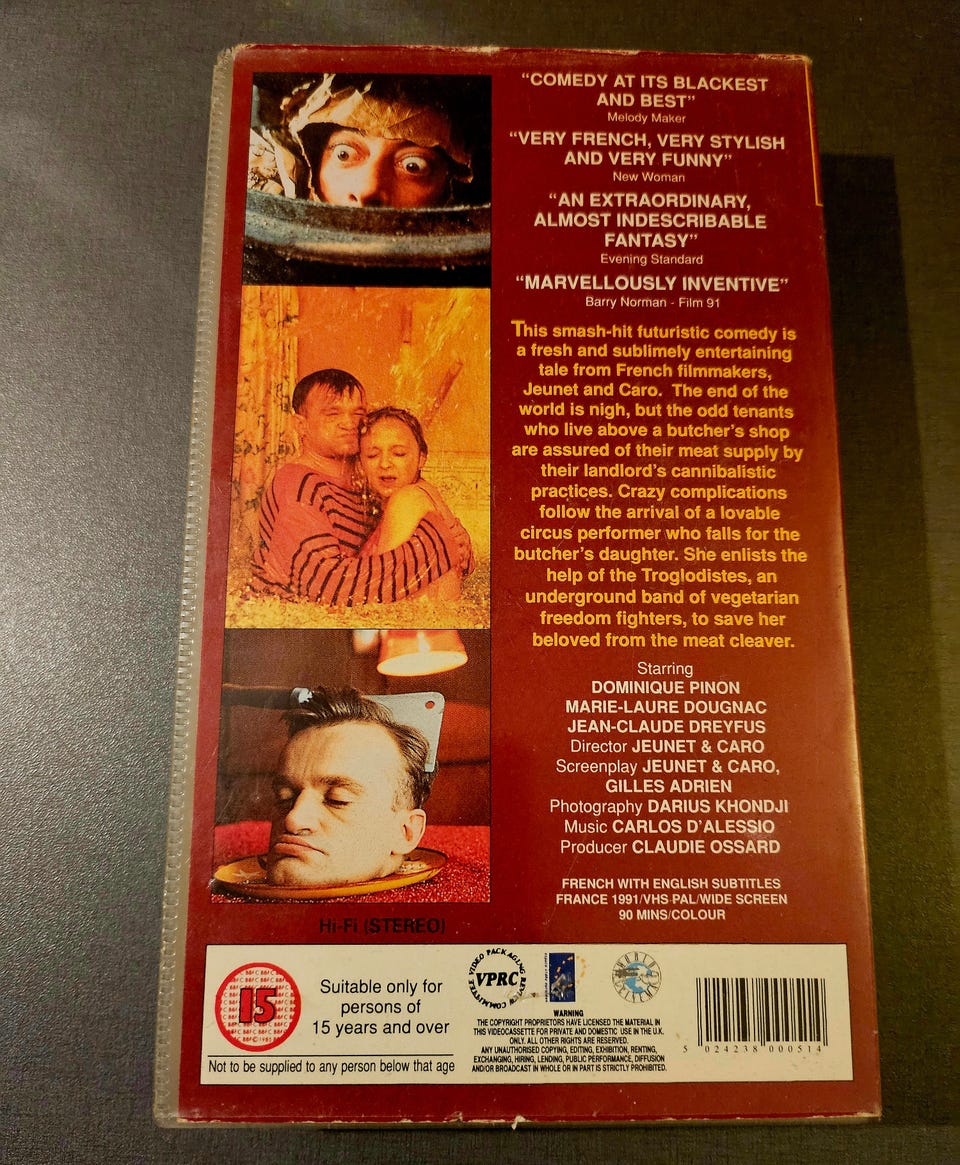 “COMEDY AT ITS BLACKEST
AND BEST”
Melody Maker
“VERY FRENCH, VERY STYLISH
AND VERY FUNNY”
New Woman
“AN EXTRAORDINARY,
ALMOST INDESCRIBABLE
FANTASY”
Evening Standard
“MARVELLOUSLY INVENTIVE”
Barry Norman - Film 91
This smash-hit futuristic comedy is
a fresh and sublimely entertaining
tale from French filmmakers,
Jeunet and Caro. The end of the
world is nigh, but the odd tenants
who live above a butcher’s shop
are assured of their meat supply by
their landlord’s cannibalistic
practices. Crazy complications
follow the arrival of a lovable
circus performer who falls for the
butcher’s daughter. She enlists the
help of the Troglodistes, an
underground band of vegetarian
freedom fighters, to save her
beloved from the meat cleaver.
Starring
DOMINIQUE PINON
MARIE-LAURE DOUGNAC
JEAN-CLAUDE DREYFUS
Director JEUNET & CARO
Screenplay JEUNET & CARO,
GILLES ADRIEN
Photography DARIUS KHONDJI
Music CARLOS D’ALESSIO
Producer CLAUDIE OSSARD
FRENCH WITH ENGLISH SUBTITLES
FRANCE 1991/VHS PAL/WIDE SCREEN
90 MINS/COLOUR
Hi-Fi (STEREO)
15
Suitable only for
persons of
15 years and over
Not to be supplied to any person below that age
VIDEO PACKAGING REVIEW COMMITTEE
VPRC
WARNING
THE COPYRIGHT PROPRIETORS HAVE LICENSED THE MATERIAL IN
THIS VIDEOCASSETTE FOR PRIVATE AND DOMESTIC USE IN THE U.K.
ONLY. ALL OTHER RIGHTS ARE RESERVED.
ANY UNAUTHORISED COPYING, EDITING, EXHIBITION, RENTING,
EXCHANGING, HIRING, LENDING, PUBLIC PERFORMANCE, DIFFUSION
AND/OR BROADCAST IN WHOLE OR IN PART IS STRICTLY PROHIBITED.
5 024238 000514